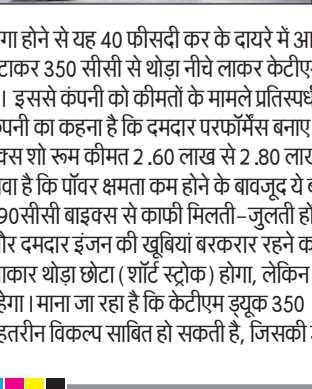 गा होने से यह 40 फीसदी कर के दायरे में आ
टाकर 350 सीसी से थोड़ा नीचे लाकर केटीए
। इससे कंपनी को कीमतों के मामले प्रतिस्पध
पनी का कहना है कि दमदार परफॉर्मेंस बनाए
क्स शो रूम कीमत 2.60 लाख से 2.80 लाख
वा है कि पॉवर क्षमता कम होने के बावजूद ये ब
90सीसी बाइक्स से काफी मिलती-जुलती हो
और दमदार इंजन की खूबियां बरकरार रहने क
आकार थोड़ा छोटा (शॉर्ट स्ट्रोक) होगा, लेकिन
हेगा। माना जा रहा है कि केटीएम ड्यूक 350
हतरीन विकल्प साबित हो सकती है, जिसकी